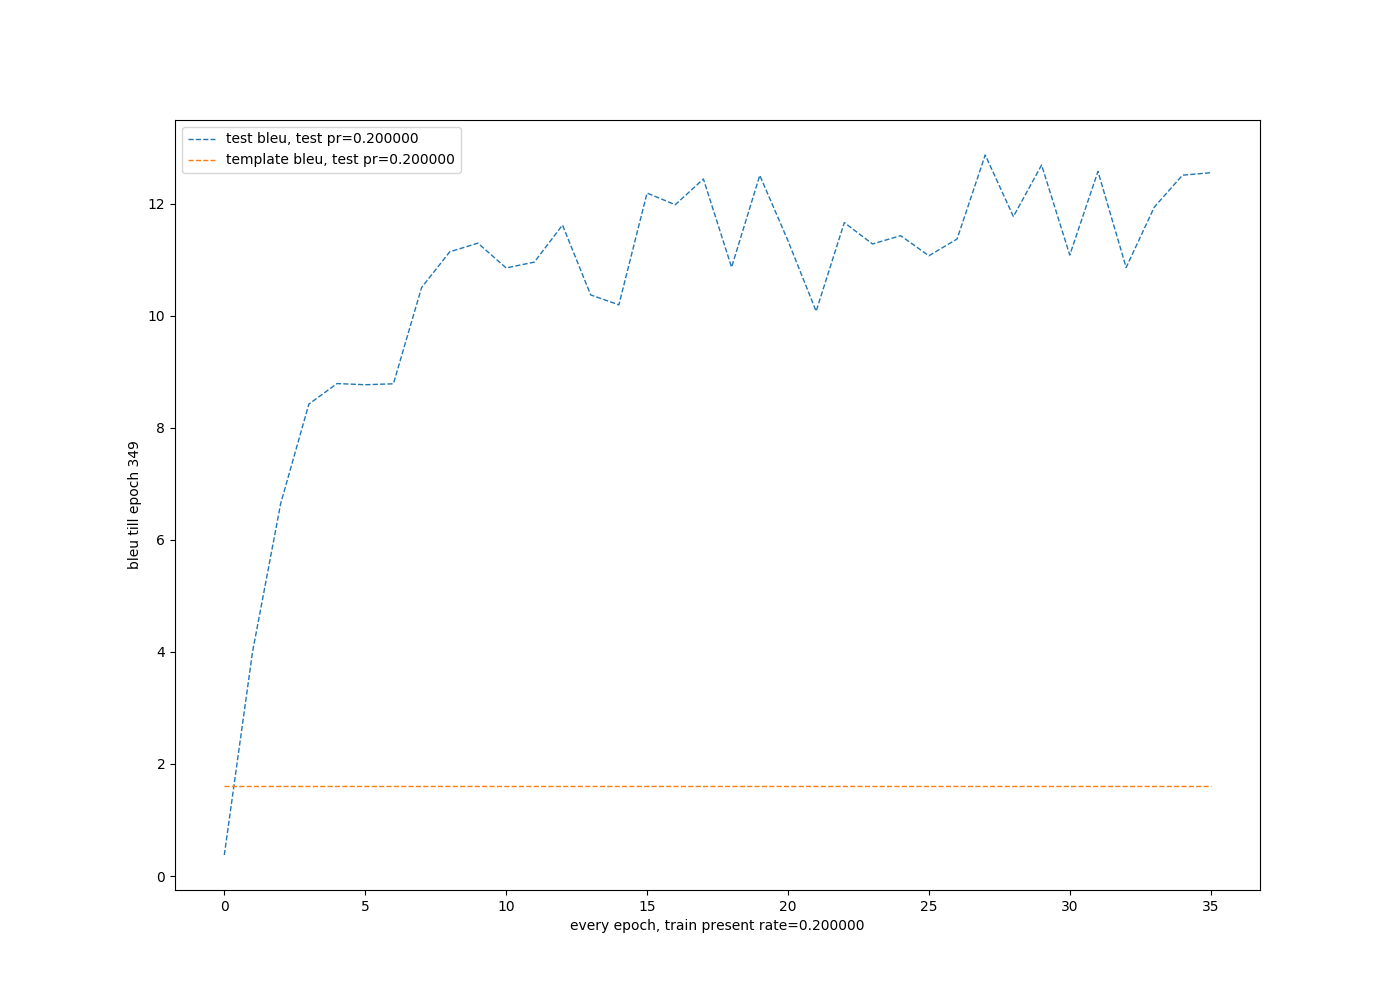 test bleu, test pr=0.200000
template bleu, test pr=0.200000
12
10
8
6
4
2
0
bleu till epoch 349
0 5 10 15 20 25 30 35
every epoch, train present rate=0.200000